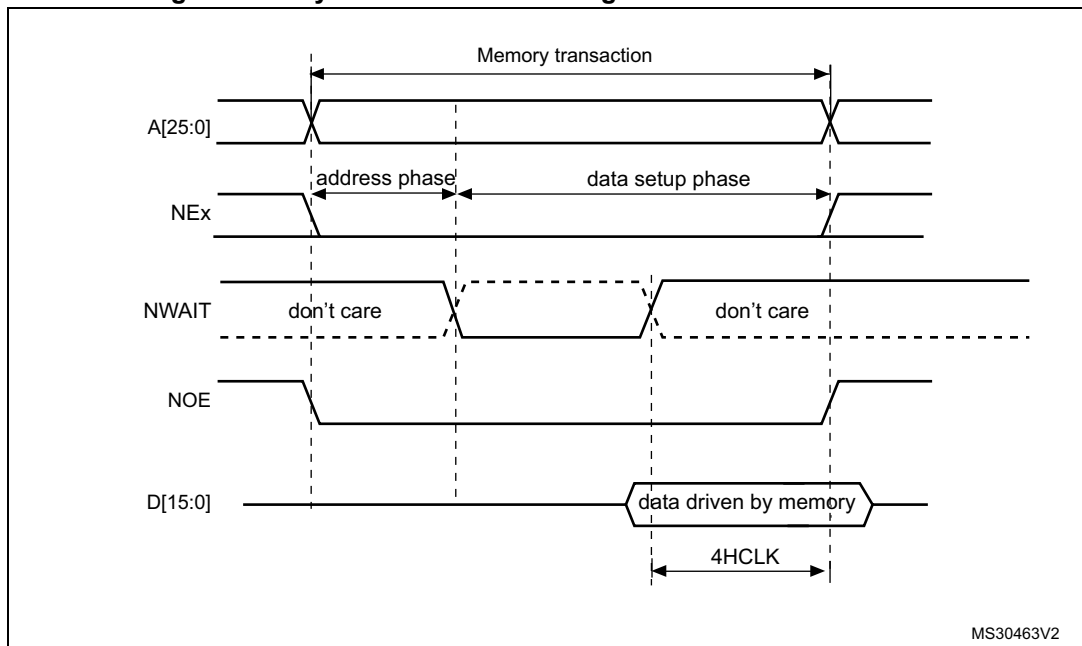 Memory transaction
A[25:0]
address phase
data setup phase
NEx
NWAIT
don't care
don't care
NOE
D[15:0]
data driven by memory
4HCLK
MS30463V2